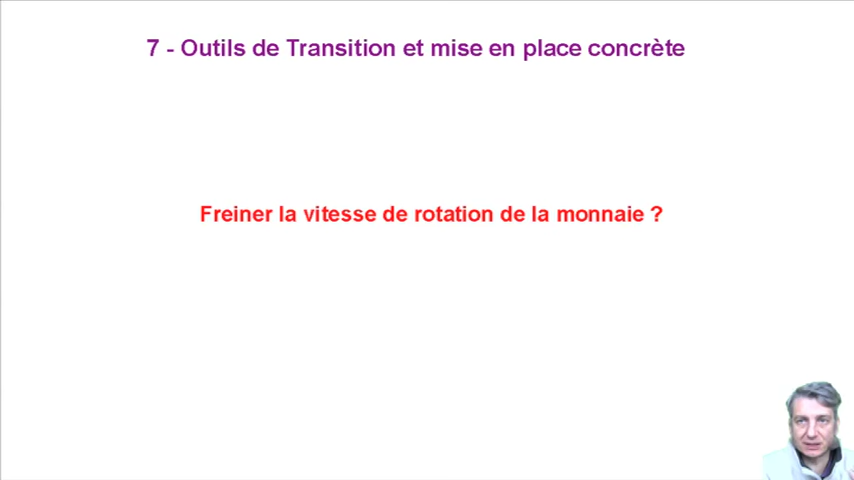 7 - Outils de Transition et mise en place concrète
Freiner la vitesse de rotation de la monnaie ?